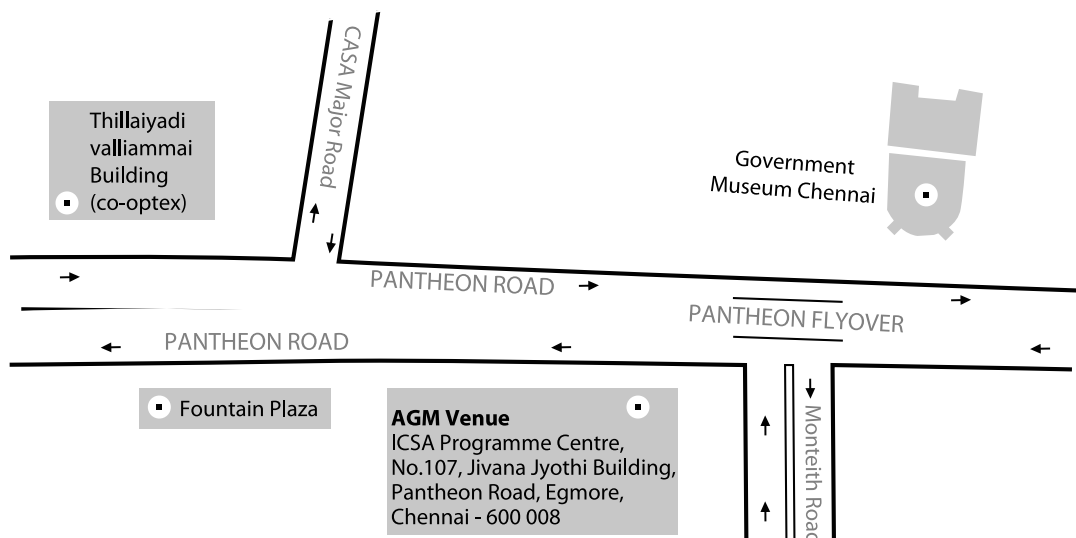 CASA Major Road
Thillaiyadi
valliammai
Building
(co-optex)
Government
Museum Chennai
PANTHEON ROAD
PANTHEON FLYOVER
PANTHEON ROAD
Fountain Plaza
AGM Venue
ICSA Programme Centre,
No.107, Jivana Jyothi Building,
Pantheon Road, Egmore,
Chennai - 600 008
Monteith Road